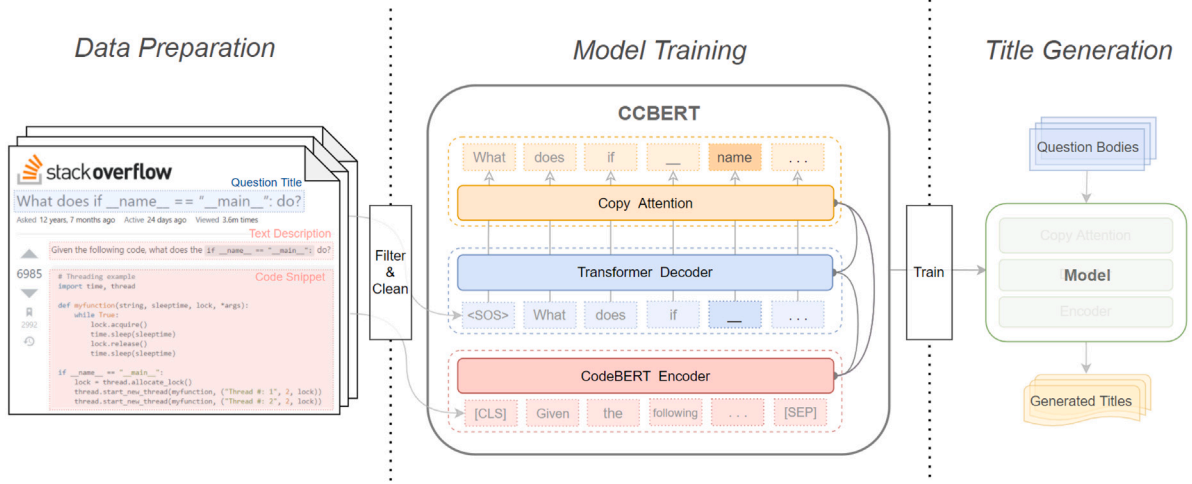 Data Preparation
Model Training
Title Generation
stackoverflow
Question Title
What does if __name__ == "__main__": do?
Asked 12 years, 7 months ago Active 24 days ago Viewed 3.6m times
Text Description
Given the following code, what does the if __name__ == "__main__": do?
6985
2992
Code Snippet
# Threading example
import time, thread
def myfunction(string, sleeptime, lock, *args):
while True:
lock.acquire()
time.sleep(sleeptime)
lock.release()
time.sleep(sleeptime)
if __name__ == "__main__":
lock = thread.allocate_lock()
thread.start_new_thread(myfunction, ("Thread #: 1", 2, lock))
thread.start_new_thread(myfunction, ("Thread #: 2", 2, lock))
Filter
&
Clean
CCBERT
What does if __ name ...
Copy Attention
Transformer Decoder
<SOS> What does if __ ...
CodeBERT Encoder
[CLS] Given the following ... [SEP]
Train
Question Bodies
Copy Attention
Model
Encoder
Generated Titles